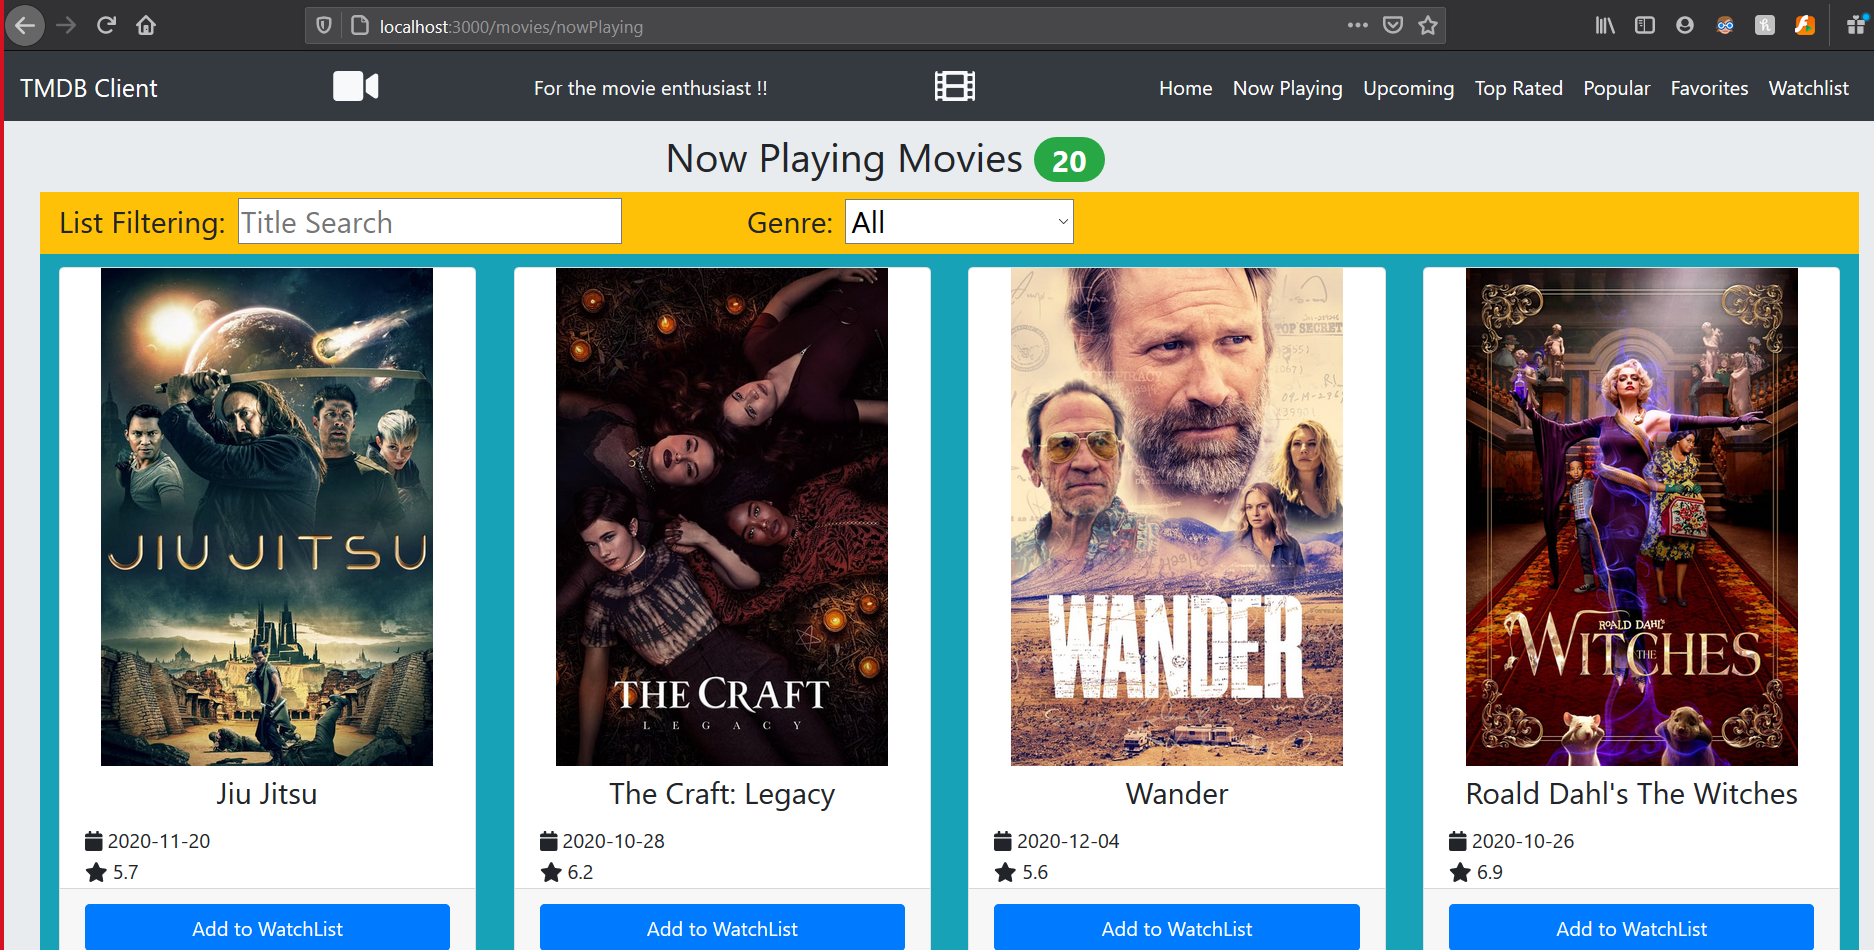 localhost:3000/movies/nowPlaying
TMDB Client For the movie enthusiast !! Home Now Playing Upcoming Top Rated Popular Favorites Watchlist
Now Playing Movies 20
List Filtering: Title Search Genre: All
JIU JITSU
THE CRAFT
LEGACY
TOP SECRET
WANDER
ROALD DAHL'S
THE WITCHES
Jiu Jitsu
2020-11-20
5.7
Add to WatchList
The Craft: Legacy
2020-10-28
6.2
Add to WatchList
Wander
2020-12-04
5.6
Add to WatchList
Roald Dahl's The Witches
2020-10-26
6.9
Add to WatchList